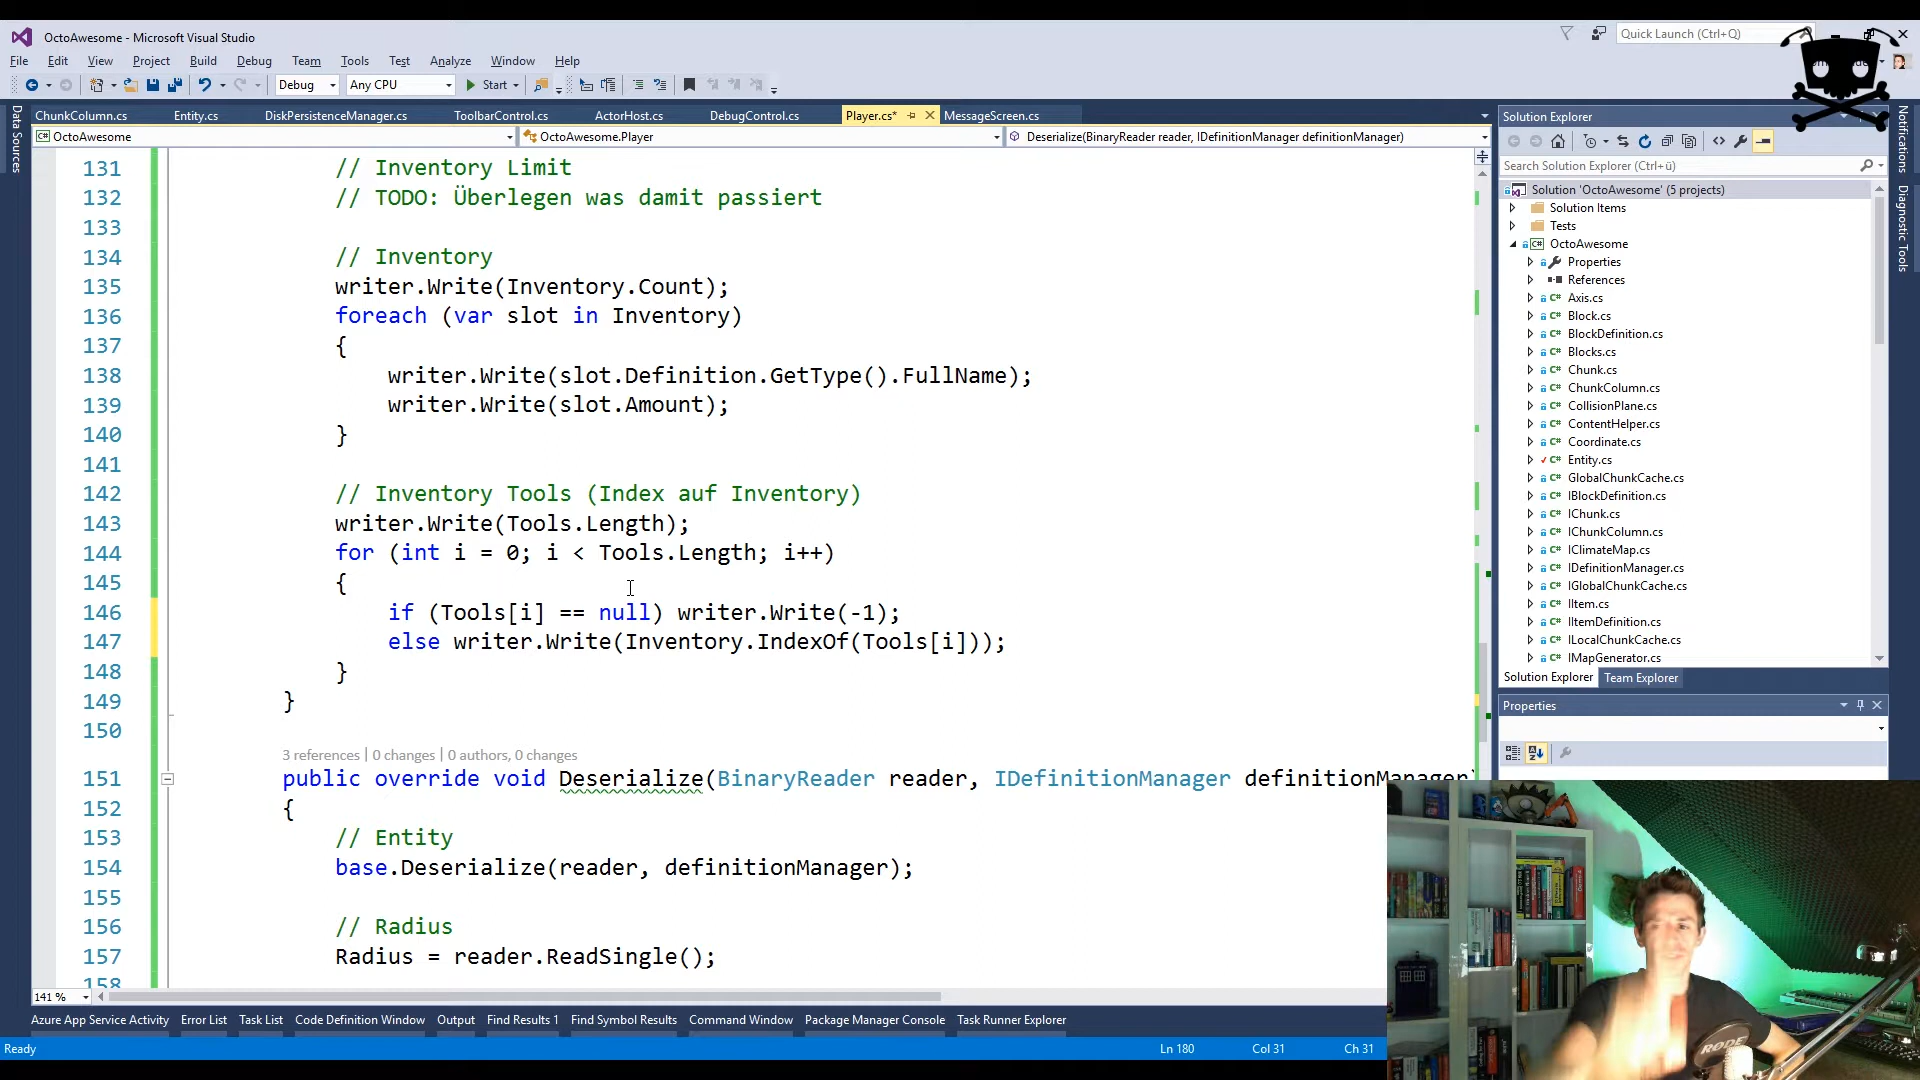 OctoAwesome - Microsoft Visual Studio
Quick Launch (Ctrl+Q)
File Edit View Project Build Debug Team Tools Test Analyze Window Help
Debug Any CPU Start
ChunkColumn.cs Entity.cs DiskPersistenceManager.cs ToolbarControl.cs ActorHost.cs DebugControl.cs Player.cs* MessageScreen.cs
OctoAwesome OctoAwesome.Player Deserialize(BinaryReader reader, IDefinitionManager definitionManager)
Data Sources
131 // Inventory Limit
132 // TODO: Überlegen was damit passiert
133
134 // Inventory
135 writer.Write(Inventory.Count);
136 foreach (var slot in Inventory)
137 {
138 writer.Write(slot.Definition.GetType().FullName);
139 writer.Write(slot.Amount);
140 }
141
142 // Inventory Tools (Index auf Inventory)
143 writer.Write(Tools.Length);
144 for (int i = 0; i < Tools.Length; i++)
145 {
146 if (Tools[i] == null) writer.Write(-1);
147 else writer.Write(Inventory.IndexOf(Tools[i]));
148 }
149 }
150
3 references | 0 changes | 0 authors, 0 changes
151 public override void Deserialize(BinaryReader reader, IDefinitionManager definitionManager
152 {
153 // Entity
154 base.Deserialize(reader, definitionManager);
155
156 // Radius
157 Radius = reader.ReadSingle();
158
141 %
Solution Explorer
Search Solution Explorer (Ctrl+ü)
Solution 'OctoAwesome' (5 projects)
Solution Items
Tests
OctoAwesome
Properties
References
Axis.cs
Block.cs
BlockDefinition.cs
Blocks.cs
Chunk.cs
ChunkColumn.cs
CollisionPlane.cs
ContentHelper.cs
Coordinate.cs
Entity.cs
GlobalChunkCache.cs
IBlockDefinition.cs
IChunk.cs
IChunkColumn.cs
IClimateMap.cs
IDefinitionManager.cs
IGlobalChunkCache.cs
IItem.cs
IItemDefinition.cs
ILocalChunkCache.cs
IMapGenerator.cs
Solution Explorer Team Explorer
Properties
Notifications
Diagnostic Tools
Azure App Service Activity Error List Task List Code Definition Window Output Find Results 1 Find Symbol Results Command Window Package Manager Console Task Runner Explorer
Ready Ln 180 Col 31 Ch 31
RODE